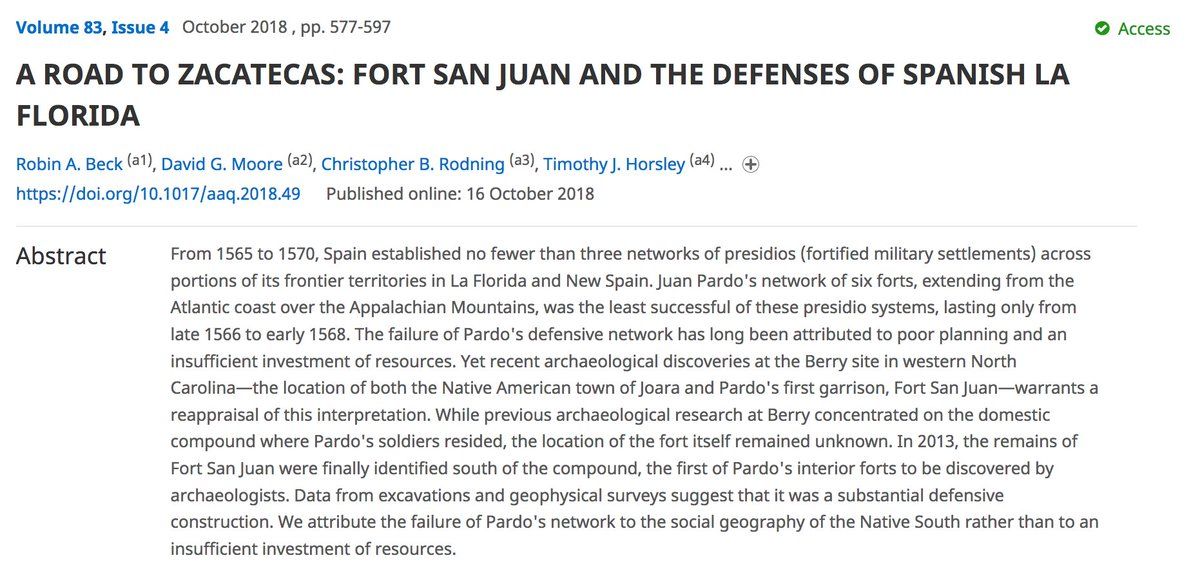 Volume 83, Issue 4 October 2018 , pp. 577-597
Access
A ROAD TO ZACATECAS: FORT SAN JUAN AND THE DEFENSES OF SPANISH LA
FLORIDA
Robin A. Beck (a1), David G. Moore (a2), Christopher B. Rodning (a3), Timothy J. Horsley (a4) ...
https://doi.org/10.1017/aaq.2018.49 Published online: 16 October 2018
Abstract
From 1565 to 1570, Spain established no fewer than three networks of presidios (fortified military settlements) across
portions of its frontier territories in La Florida and New Spain. Juan Pardo's network of six forts, extending from the
Atlantic coast over the Appalachian Mountains, was the least successful of these presidio systems, lasting only from
late 1566 to early 1568. The failure of Pardo's defensive network has long been attributed to poor planning and an
insufficient investment of resources. Yet recent archaeological discoveries at the Berry site in western North
Carolina—the location of both the Native American town of Joara and Pardo's first garrison, Fort San Juan—warrants a
reappraisal of this interpretation. While previous archaeological research at Berry concentrated on the domestic
compound where Pardo's soldiers resided, the location of the fort itself remained unknown. In 2013, the remains of
Fort San Juan were finally identified south of the compound, the first of Pardo's interior forts to be discovered by
archaeologists. Data from excavations and geophysical surveys suggest that it was a substantial defensive
construction. We attribute the failure of Pardo's network to the social geography of the Native South rather than to an
insufficient investment of resources.